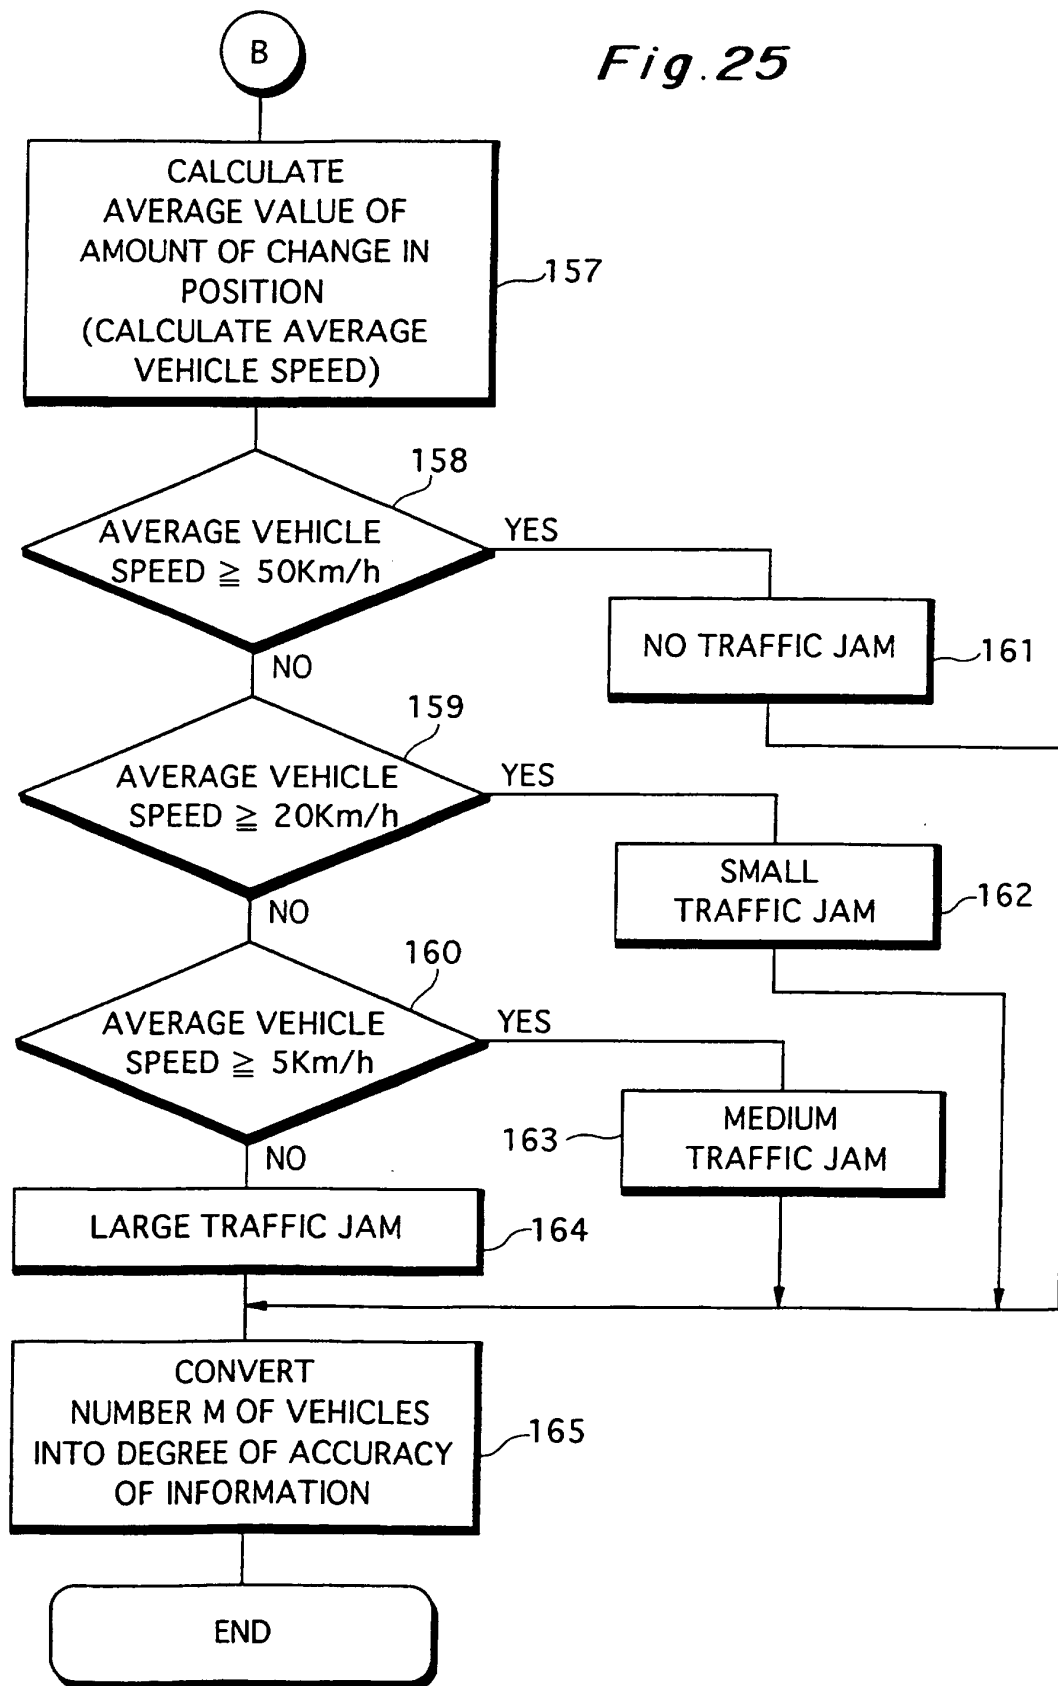 B
Fig.25
CALCULATE
AVERAGE VALUE OF
AMOUNT OF CHANGE IN
POSITION
(CALCULATE AVERAGE
VEHICLE SPEED)
157
158
AVERAGE VEHICLE
SPEED ≧ 50Km/h
YES
NO
NO TRAFFIC JAM
161
159
AVERAGE VEHICLE
SPEED ≧ 20Km/h
YES
NO
SMALL
TRAFFIC JAM
162
160
AVERAGE VEHICLE
SPEED ≧ 5Km/h
YES
NO
MEDIUM
TRAFFIC JAM
163
LARGE TRAFFIC JAM
164
CONVERT
NUMBER M OF VEHICLES
INTO DEGREE OF ACCURACY
OF INFORMATION
165
END